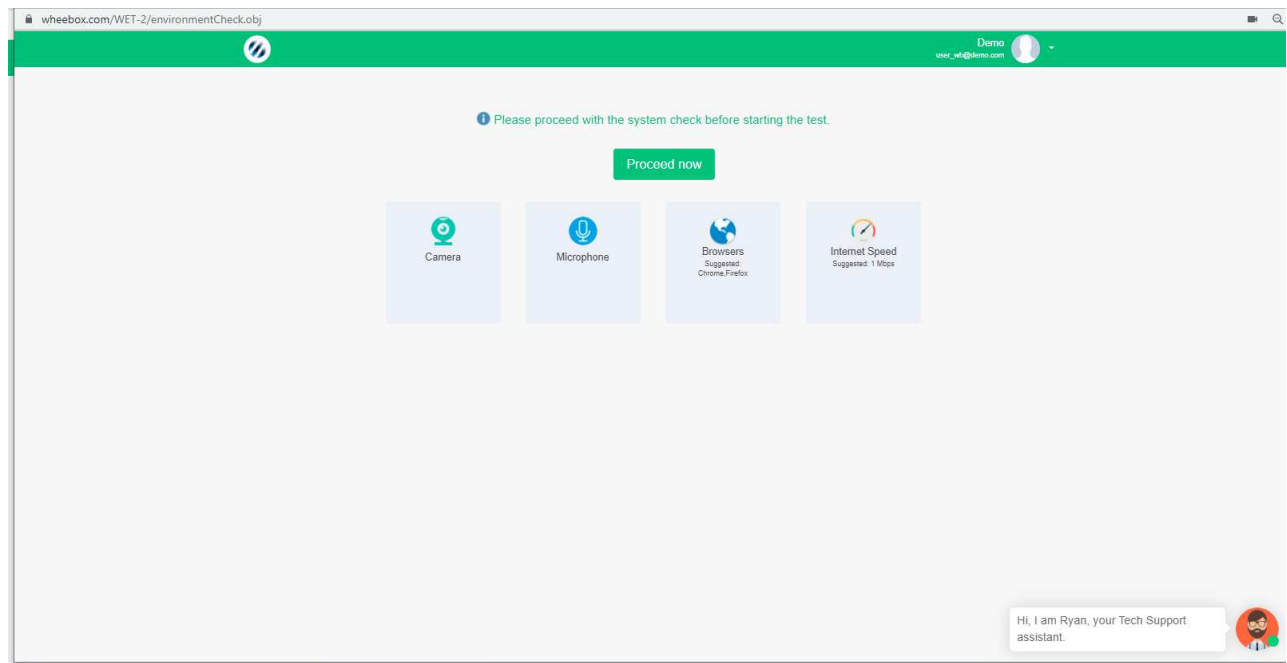 wheebox.com/WET-2/environmentCheck.obj
Demo
user_wb@demo.com
Please proceed with the system check before starting the test.
Proceed now
Camera
Microphone
Browsers
Suggested:
Chrome,Firefox
Internet Speed
Suggested: 1 Mbps
Hi, I am Ryan, your Tech Support
assistant.